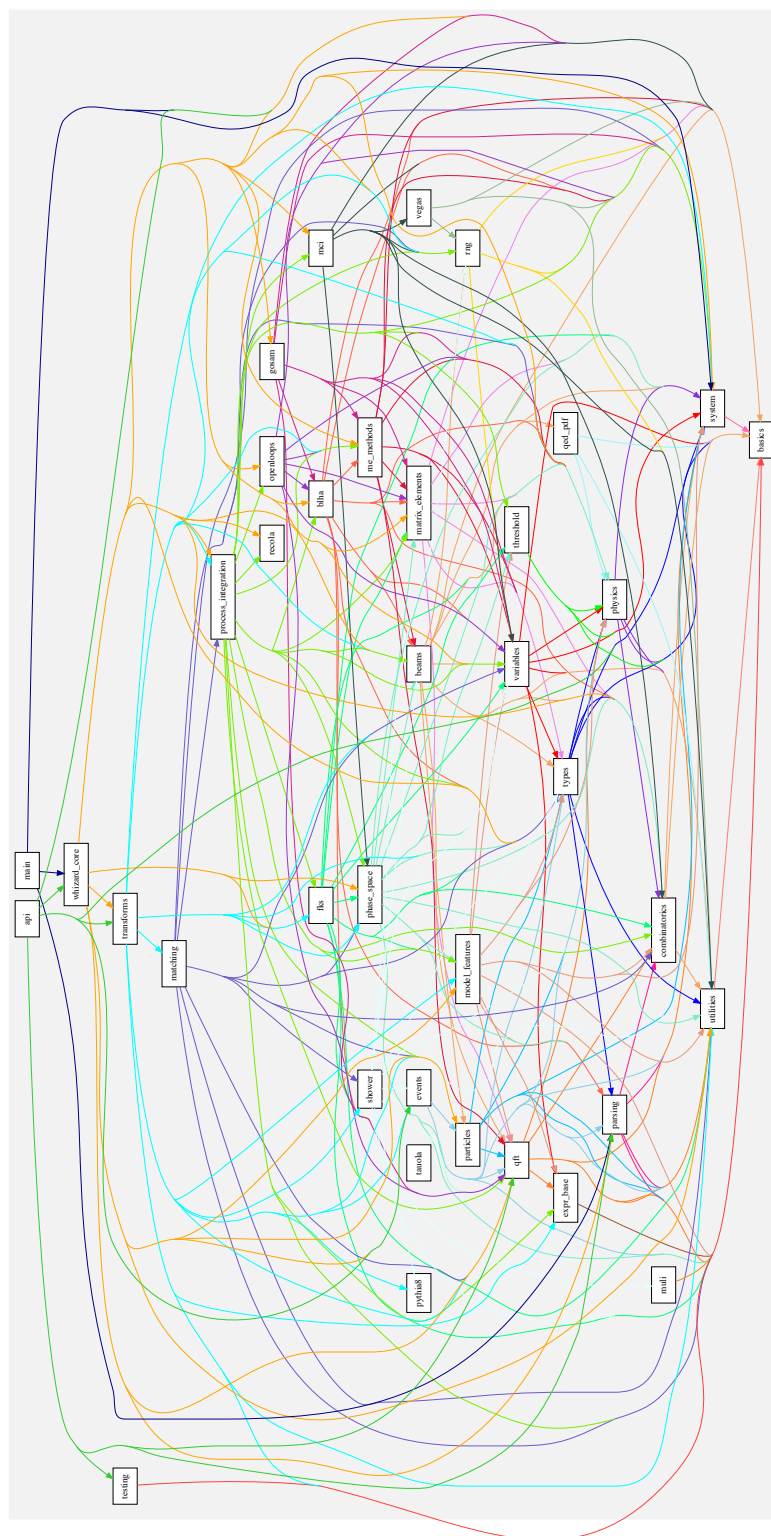 main
api
whizard_core
transforms
testing
matching
process_integration
gosam
openloops
recola
mci
blha
fks
me_methods
phase_space
shower
vegas
matrix_elements
beams
events
tauola
pythia8
rng
model_features
particles
threshold
variables
qft
qed_pdf
types
expr_base
physics
parsing
combinatorics
muli
system
utilities
basics